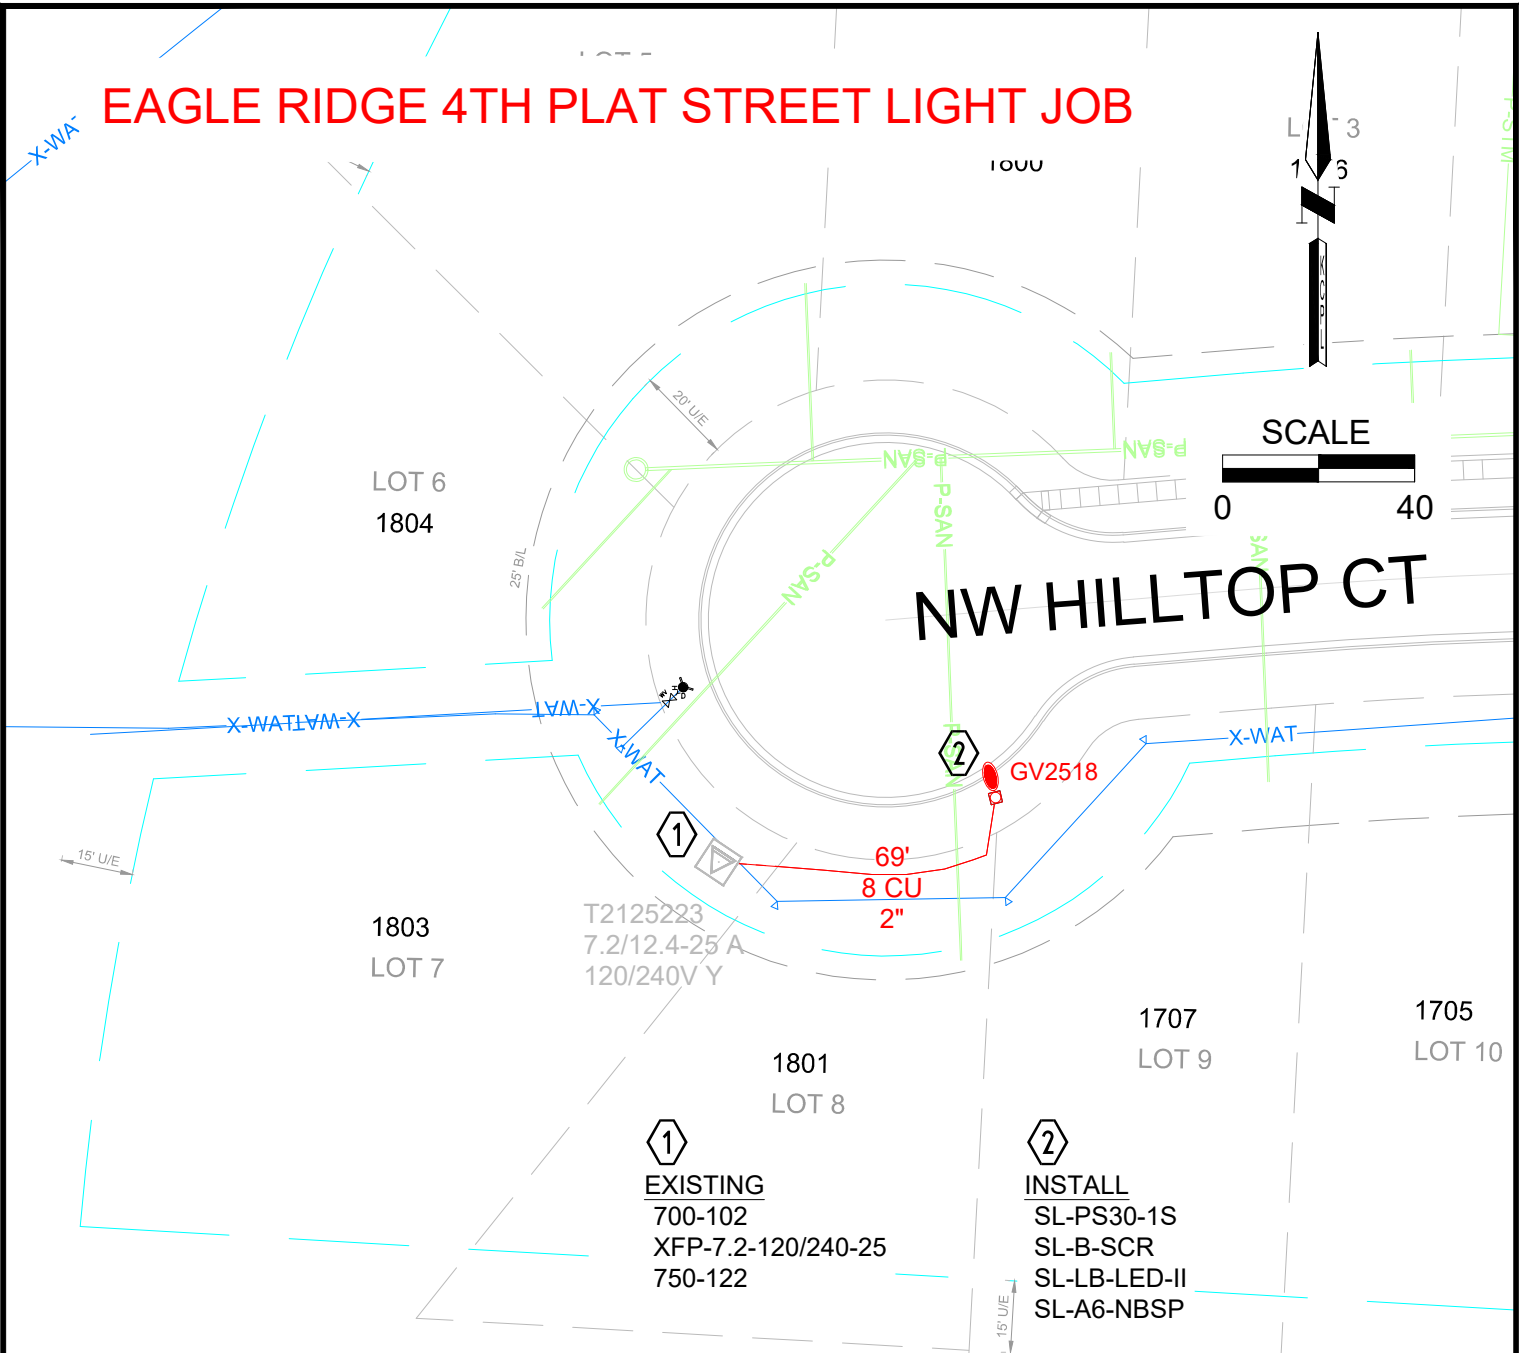 EAGLE RIDGE 4TH PLAT STREET LIGHT JOB
3
6
SCALE
0 40
20' U/E
LOT 6
1804
25' B/L
P-SAN
P-SAN
P-SAN
P-SAN
NW HILLTOP CT
X-WAT
X-WAT
X-WAT
X-WAT
X-WAT
2
GV2518
1
69'
8 CU
2"
15' U/E
T2125223
7.2/12.4-25 A
120/240V Y
1803
LOT 7
1801
LOT 8
1707
LOT 9
1705
LOT 10
1
EXISTING
700-102
XFP-7.2-120/240-25
750-122
2
INSTALL
SL-PS30-1S
SL-B-SCR
SL-LB-LED-II
SL-A6-NBSP
15' U/E